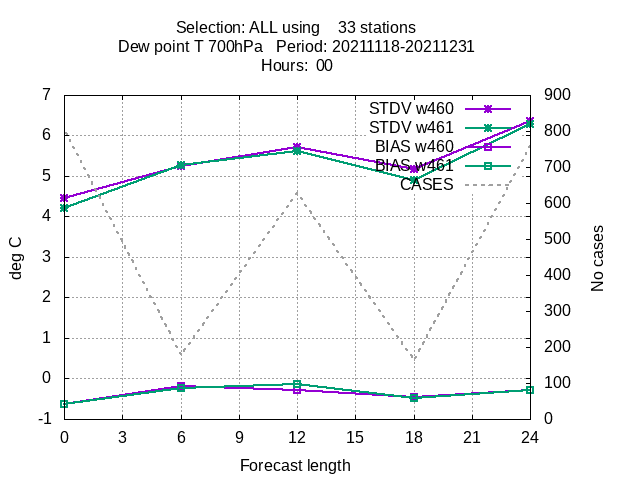 Selection: ALL using    33 stations
Dew point T 700hPa   Period: 20211118-20211231
Hours:  00
7
6
5
4
3
2
1
0
-1
deg C
900
800
700
600
500
400
300
200
100
0
No cases
STDV w460
STDV w461
BIAS w460
BIAS w461
CASES
0 3 6 9 12 15 18 21 24
Forecast length